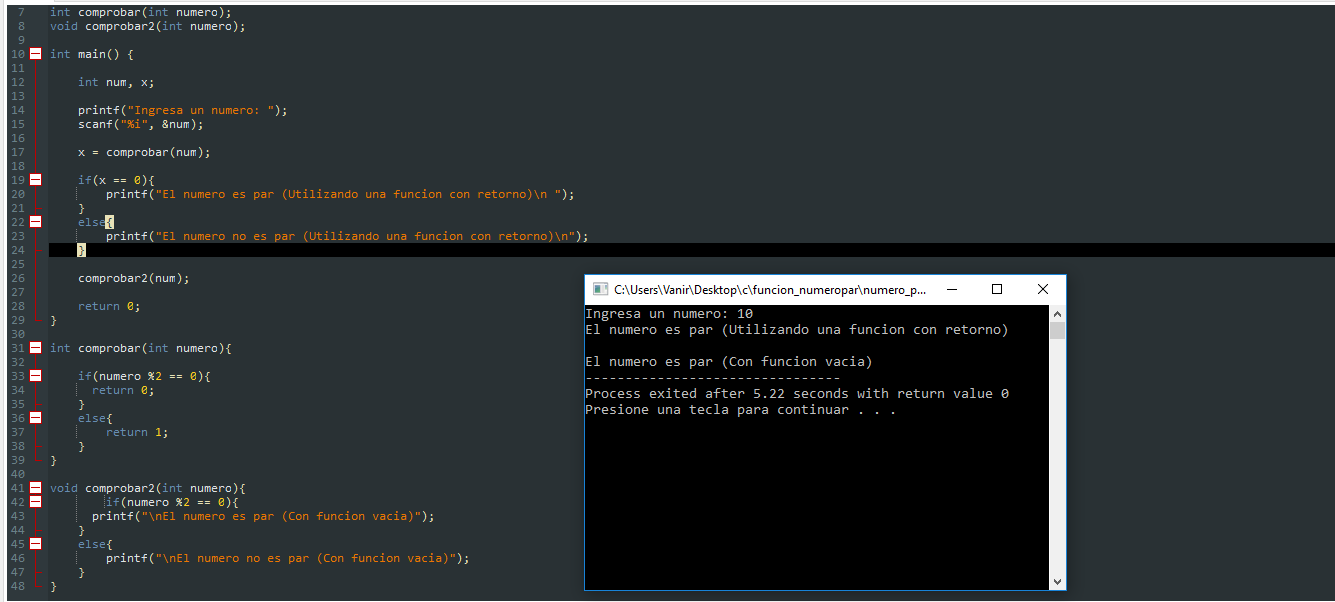 7 int comprobar(int numero);
8 void comprobar2(int numero);
9
10 int main() {
11
12 int num, x;
13
14 printf("Ingresa un numero: ");
15 scanf("%i", &num);
16
17 x = comprobar(num);
18
19 if(x == 0){
20 printf("El numero es par (Utilizando una funcion con retorno)\n ");
21 }
22 else{
23 printf("El numero no es par (Utilizando una funcion con retorno)\n");
24 }
25
26 comprobar2(num);
27
28 return 0;
29 }
30
31 int comprobar(int numero){
32
33 if(numero %2 == 0){
34 return 0;
35 }
36 else{
37 return 1;
38 }
39 }
40
41 void comprobar2(int numero){
42 if(numero %2 == 0){
43 printf("\nEl numero es par (Con funcion vacia)");
44 }
45 else{
46 printf("\nEl numero no es par (Con funcion vacia)");
47 }
48 }
C:\Users\Vanir\Desktop\c\funcion_numeropar\numero_p...
Ingresa un numero: 10
El numero es par (Utilizando una funcion con retorno)
El numero es par (Con funcion vacia)
--------------------------------
Process exited after 5.22 seconds with return value 0
Presione una tecla para continuar . . .